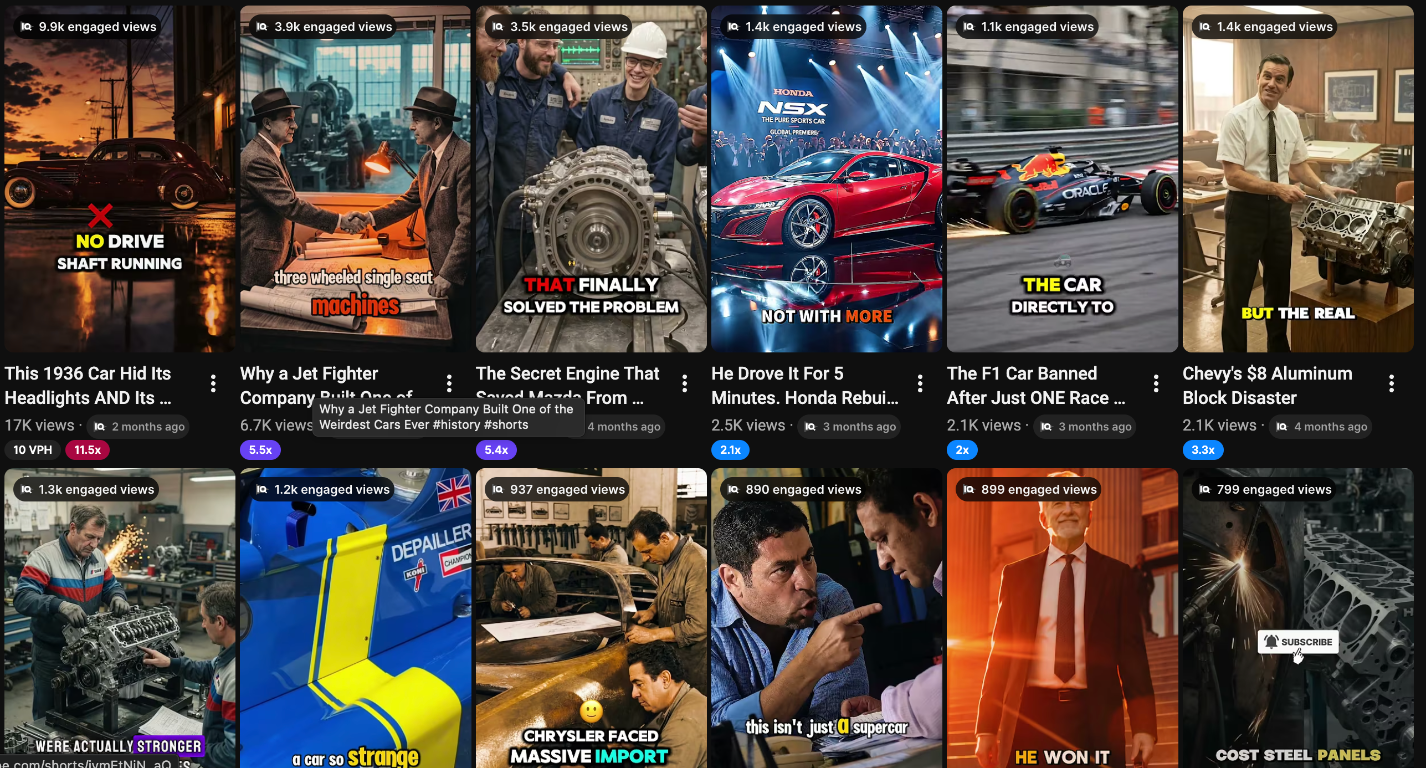 9.9k engaged views
3.9k engaged views
3.5k engaged views
1.4k engaged views
1.1k engaged views
1.4k engaged views
HONDA
NSX
THE PURE SPORTS CAR
GLOBAL PREMIERE
Red Bull
ORACLE
NO DRIVE
SHAFT RUNNING
three wheeled single seat
machines
THAT FINALLY
SOLVED THE PROBLEM
NOT WITH MORE
THE CAR
DIRECTLY TO
BUT THE REAL
This 1936 Car Hid Its
Headlights AND Its ...
17K views · 2 months ago
10 VPH 11.5x
Why a Jet Fighter
Company Built One of
6.7K views
5.5x
Why a Jet Fighter Company Built One of the
Weirdest Cars Ever #history #shorts
The Secret Engine That
Saved Mazda From ...
4 months ago
5.4x
He Drove It For 5
Minutes. Honda Rebui...
2.5K views · 3 months ago
2.1x
The F1 Car Banned
After Just ONE Race ...
2.1K views · 3 months ago
2x
Chevy's $8 Aluminum
Block Disaster
2.1K views · 4 months ago
3.3x
1.3k engaged views
1.2k engaged views
937 engaged views
890 engaged views
899 engaged views
799 engaged views
DEPAILLER
KONI
CHAMPION
WERE ACTUALLY STRONGER
a car so strange
CHRYSLER FACED
MASSIVE IMPORT
this isn't just a supercar
HE WON IT
SUBSCRIBE
COST STEEL PANELS